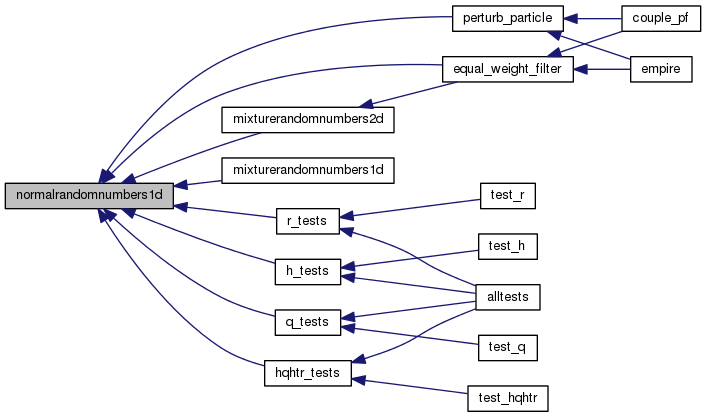 perturb_particle
couple_pf
equal_weight_filter
empire
mixturerandomnumbers2d
mixturerandomnumbers1d
normalrandomnumbers1d
r_tests
test_r
h_tests
test_h
alltests
q_tests
test_q
hqhtr_tests
test_hqhtr